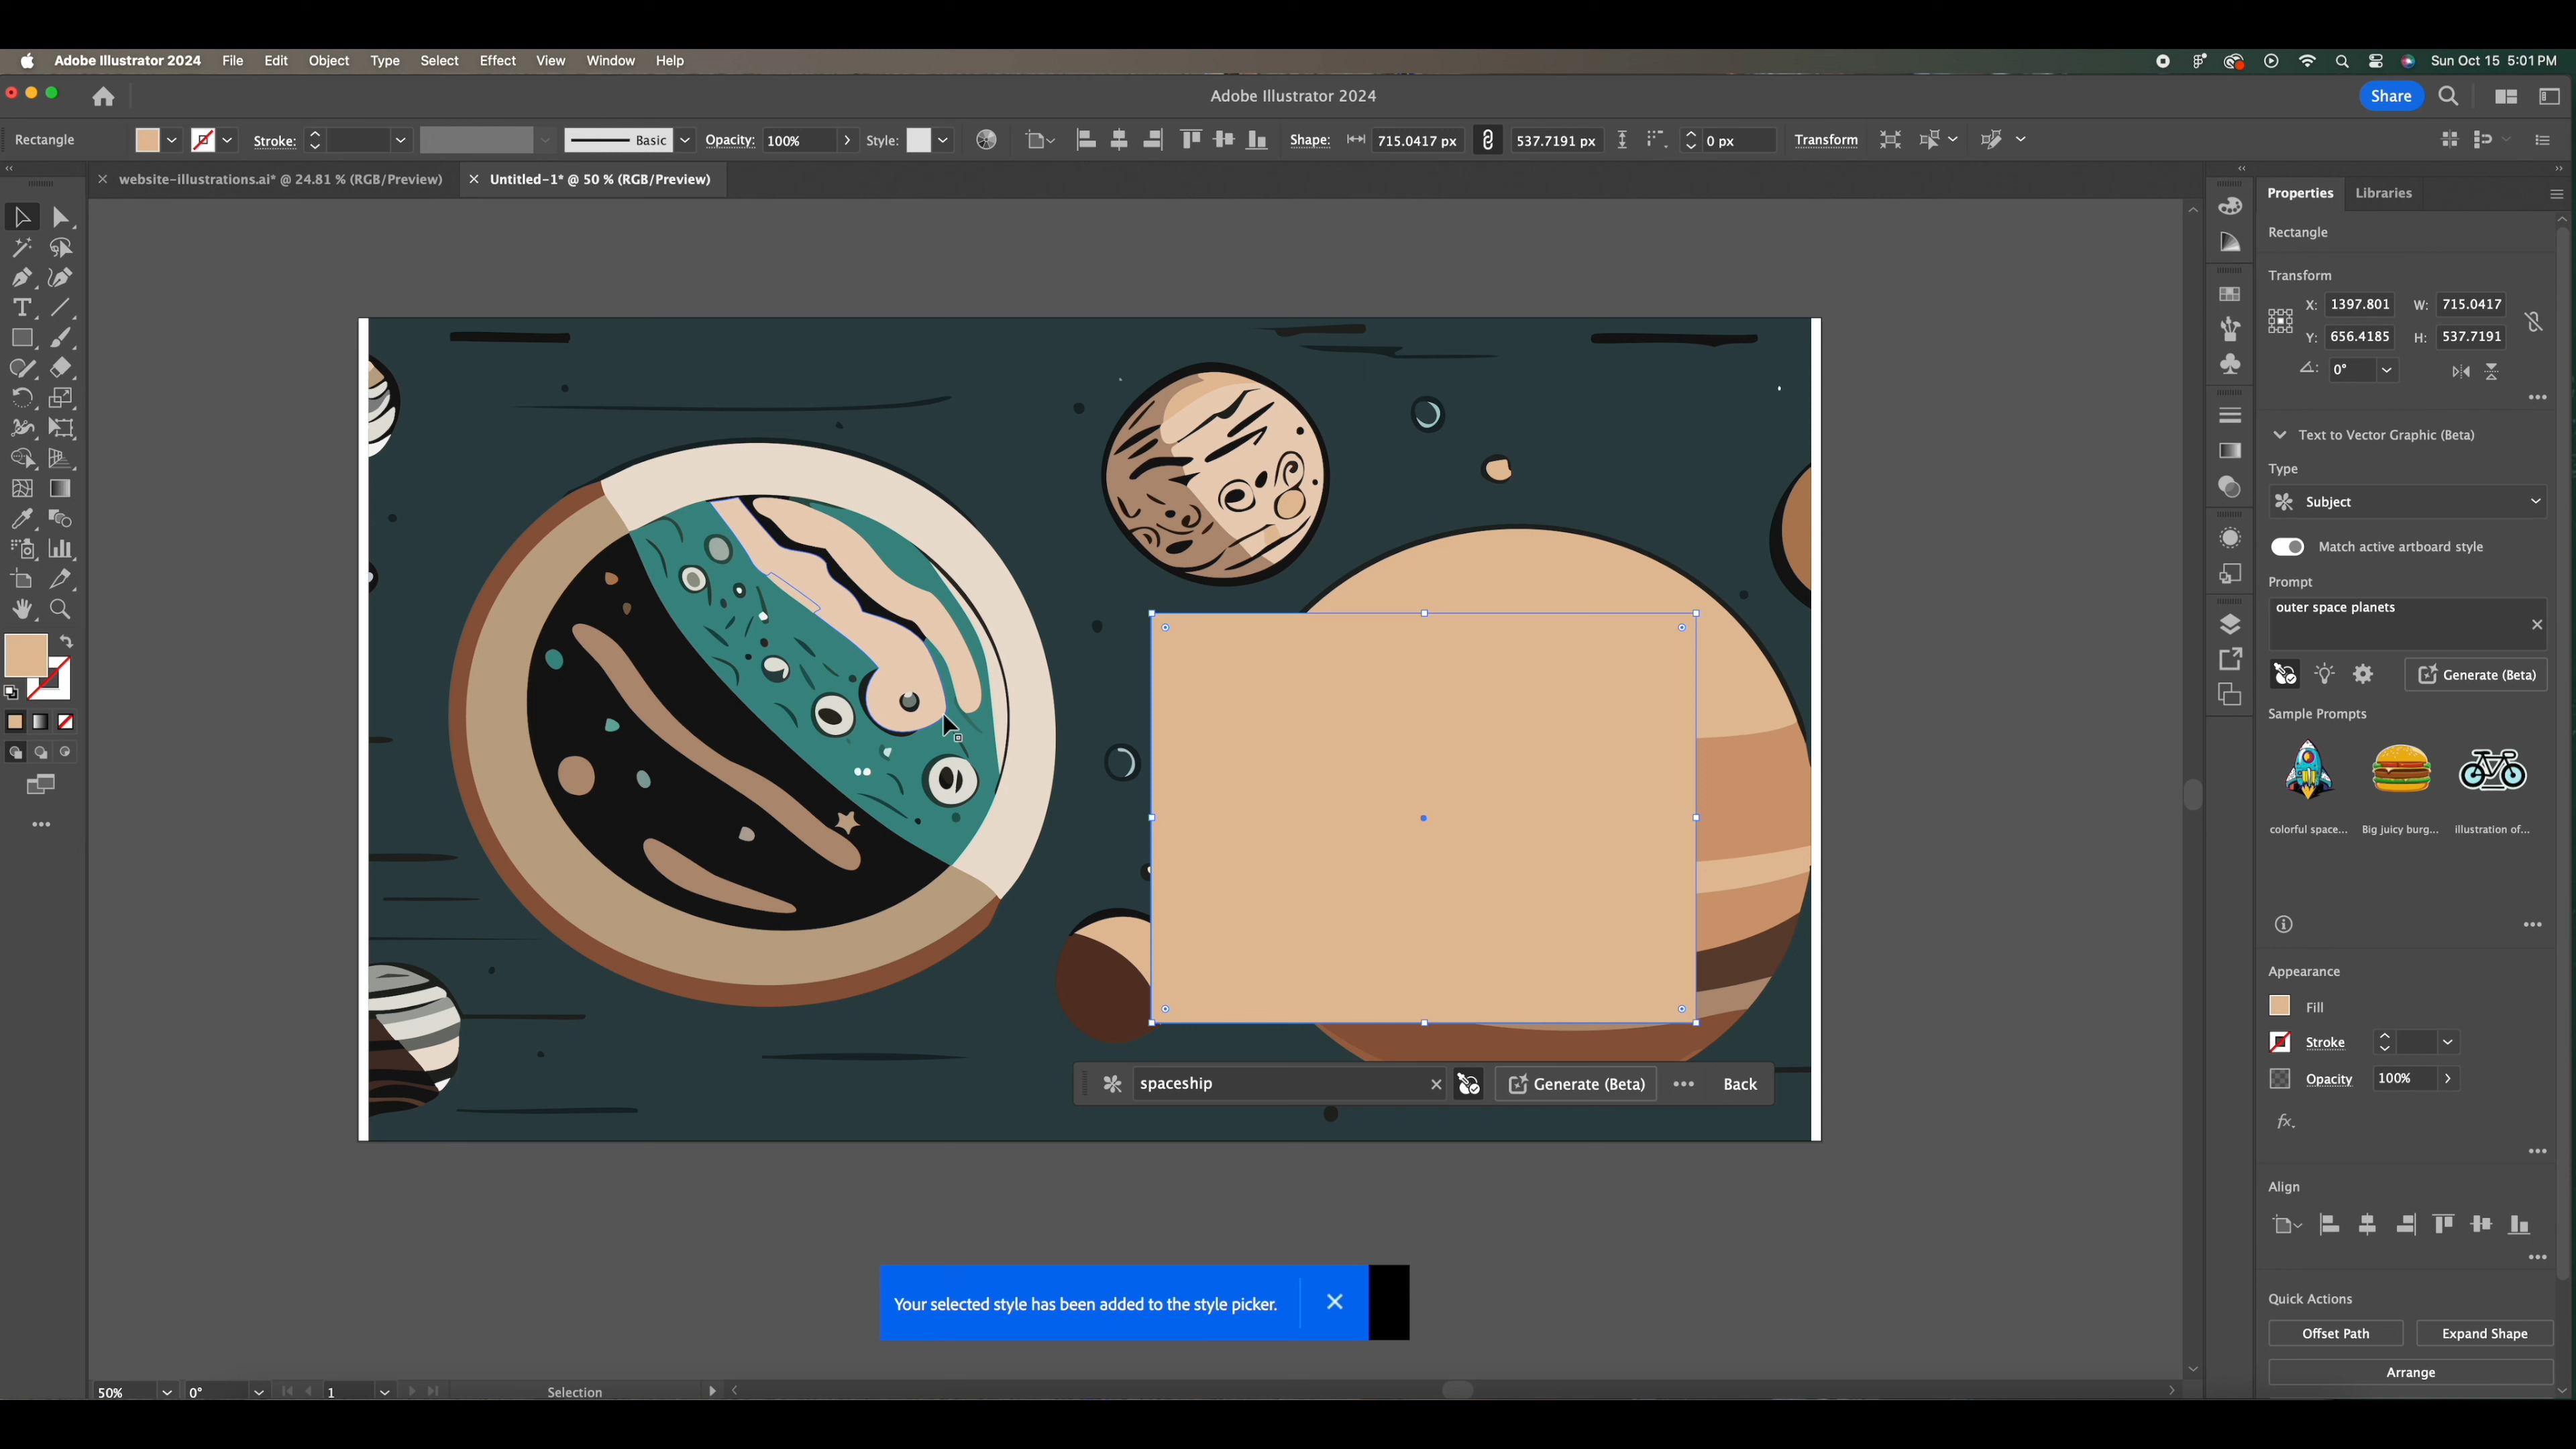 Adobe Illustrator 2024 File Edit Object Type Select Effect View Window Help Sun Oct 15 5:01 PM
Adobe Illustrator 2024 Share
Rectangle Stroke: Basic Opacity: 100% Style: Shape: 715.0417 px 537.7191 px 0 px Transform
website-illustrations.ai* @ 24.81 % (RGB/Preview) Untitled-1* @ 50 % (RGB/Preview)
Properties Libraries
Rectangle
Transform
X: 1397.801 W: 715.0417
Y: 656.4185 H: 537.7191
0°
Text to Vector Graphic (Beta)
Type
Subject
Match active artboard style
Prompt
outer space planets
Generate (Beta)
Sample Prompts
colorful space... Big juicy burg... illustration of...
Appearance
Fill
Stroke
Opacity 100%
fx.
Align
Quick Actions
Offset Path Expand Shape
Arrange
spaceship Generate (Beta) Back
Your selected style has been added to the style picker.
50% 0° 1 Selection